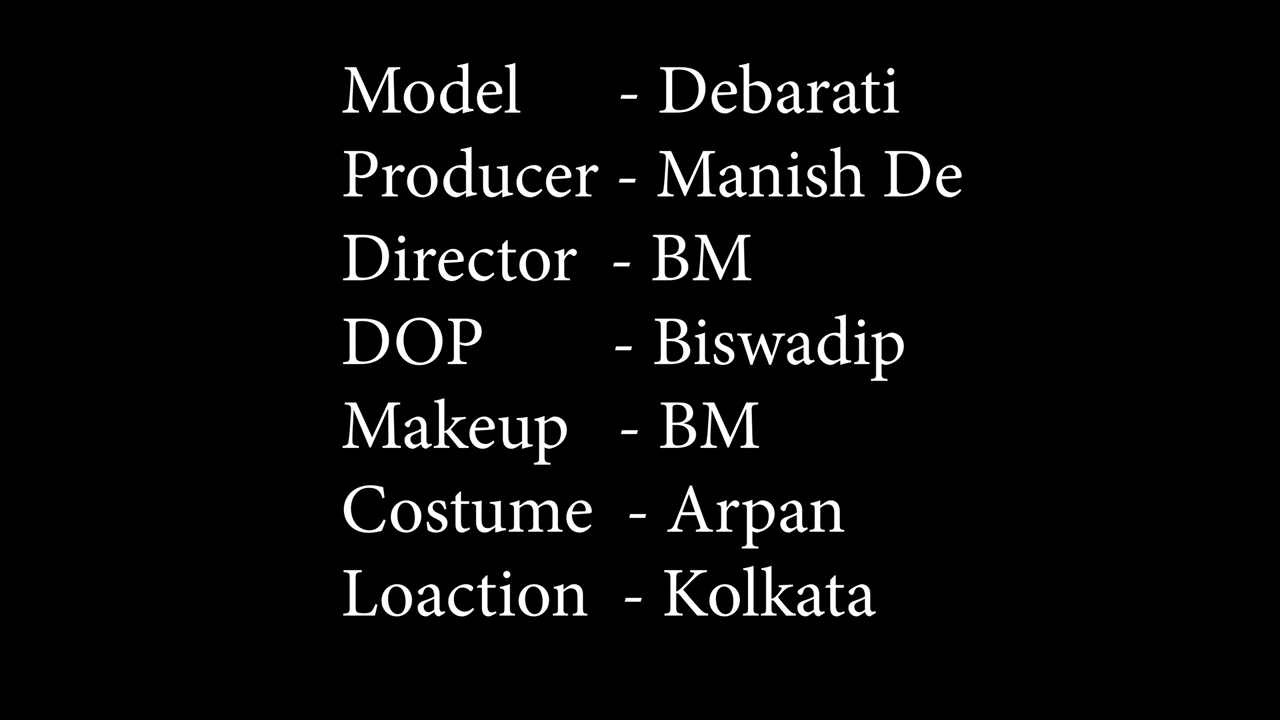 Model - Debarati
Producer - Manish De
Director - BM
DOP - Biswadip
Makeup - BM
Costume - Arpan
Loaction - Kolkata